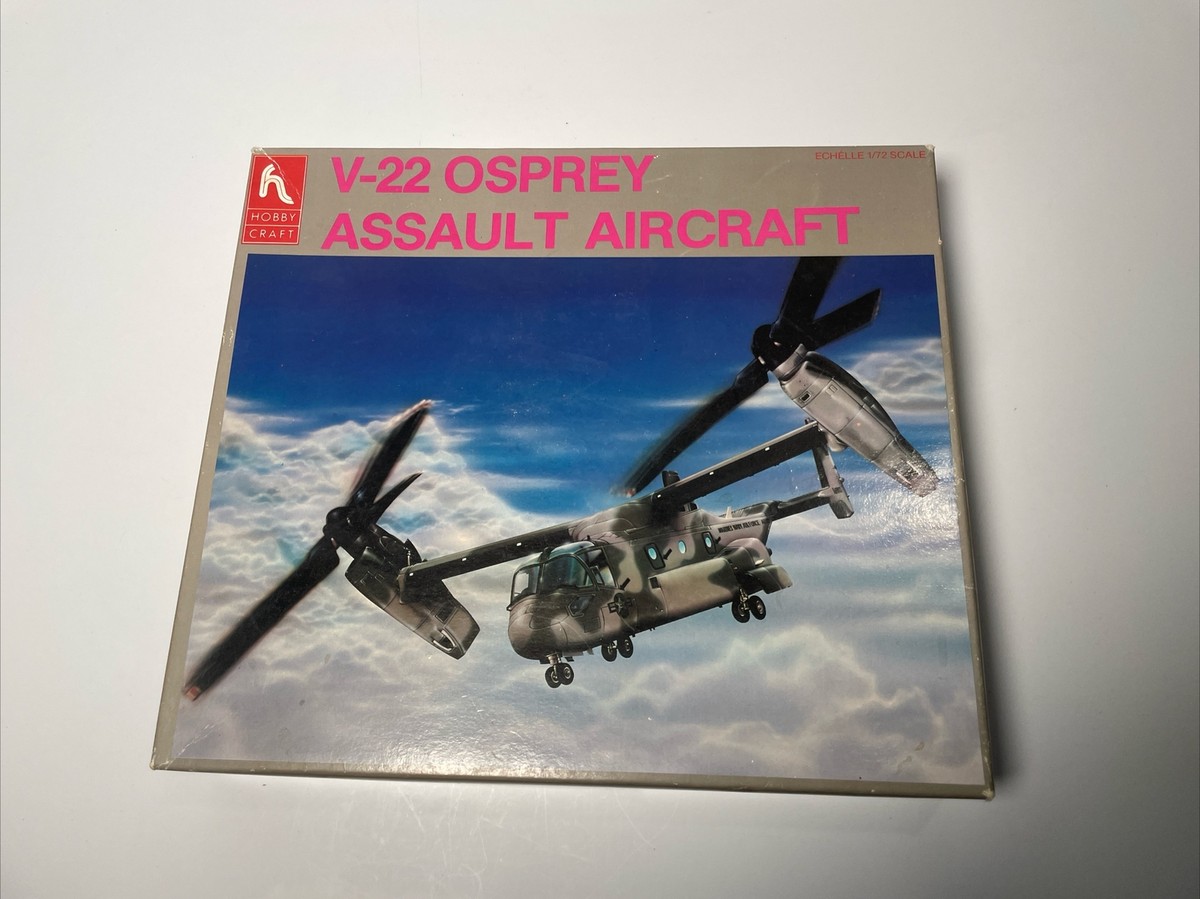 V-22 OSPREY
ECHELLE 1/72 SCALE
ASSAULT AIRCRAFT
HOBBY
CRAFT